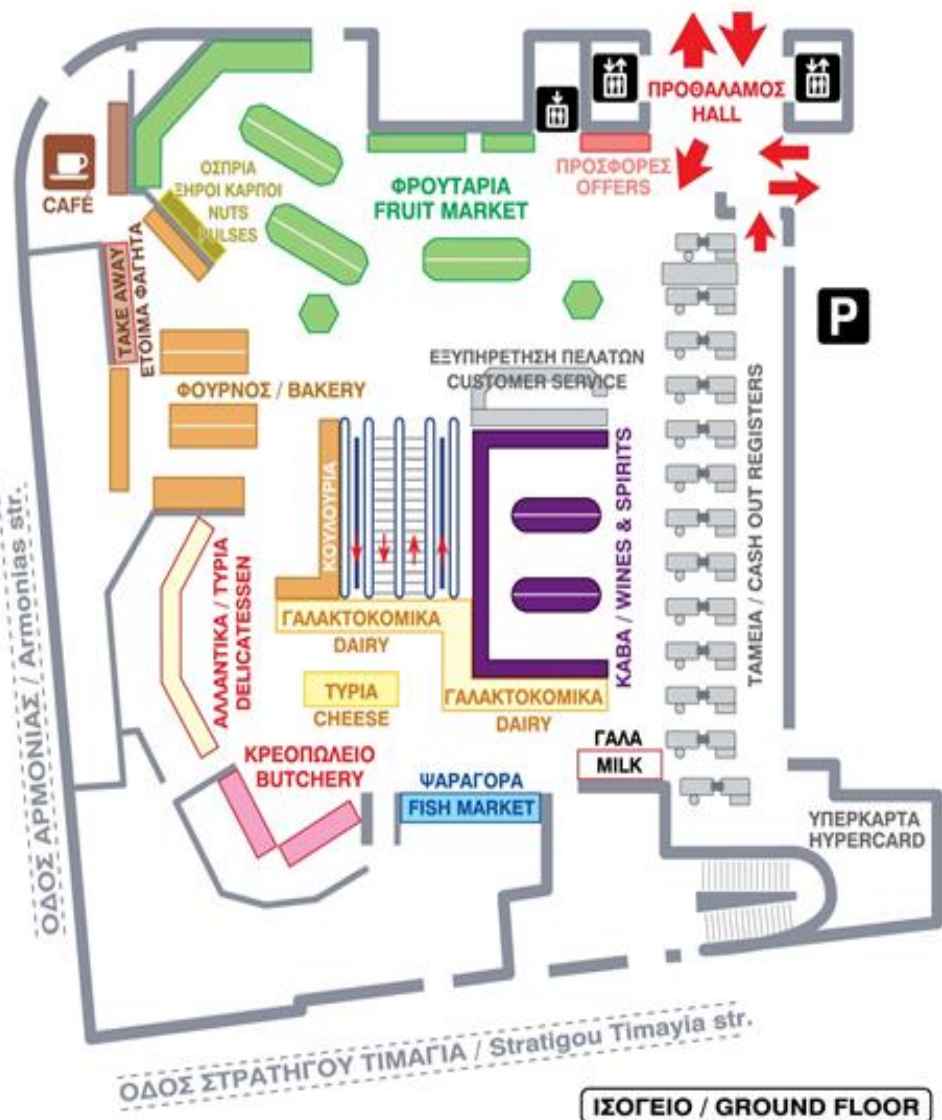 ΠΡΟΘΑΛΑΜΟΣ
HALL
ΠΡΟΣΦΟΡΕΣ
OFFERS
ΟΣΠΡΙΑ
ΞΗΡΟΙ ΚΑΡΠΟΙ
NUTS
PULSES
ΦΡΟΥΤΑΡΙΑ
FRUIT MARKET
CAFÉ
TAKE AWAY
ΕΤΟΙΜΑ ΦΑΓΗΤΑ
P
ΕΞΥΠΗΡΕΤΗΣΗ ΠΕΛΑΤΩΝ
CUSTOMER SERVICE
ΦΟΥΡΝΟΣ / BAKERY
ΚΟΥΛΟΥΡΙΑ
ΚΑΒΑ / WINES & SPIRITS
ΤΑΜΕΙΑ / CASH OUT REGISTERS
ΟΔΟΣ ΑΡΜΟΝΙΑΣ / Armonias str.
ΑΛΛΑΝΤΙΚΑ / ΤΥΡΙΑ
DELICATESSEN
ΓΑΛΑΚΤΟΚΟΜΙΚΑ
DAIRY
ΤΥΡΙΑ
CHEESE
ΓΑΛΑΚΤΟΚΟΜΙΚΑ
DAIRY
ΓΑΛΑ
MILK
ΚΡΕΟΠΩΛΕΙΟ
BUTCHERY
ΨΑΡΑΓΟΡΑ
FISH MARKET
ΥΠΕΡΚΑΡΤΑ
HYPERCARD
ΟΔΟΣ ΣΤΡΑΤΗΓΟΥ ΤΙΜΑΓΙΑ / Stratigou Timayia str.
ΙΣΟΓΕΙΟ / GROUND FLOOR